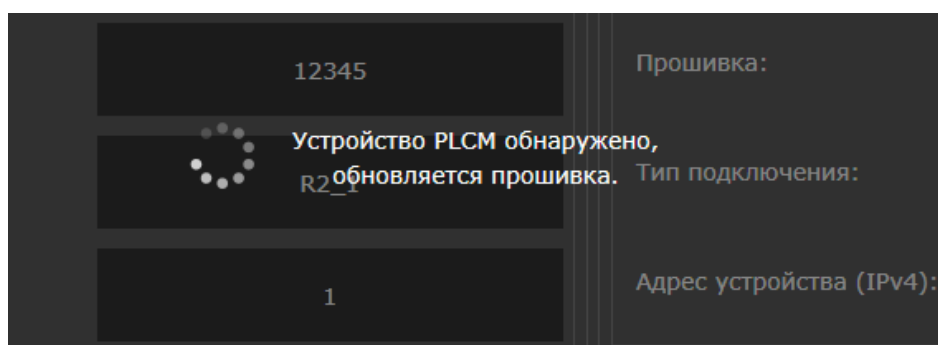 12345
Прошивка:
Устройство PLCM обнаружено,
обновляется прошивка.
R2_1
Тип подключения:
1
Адрес устройства (IPv4):